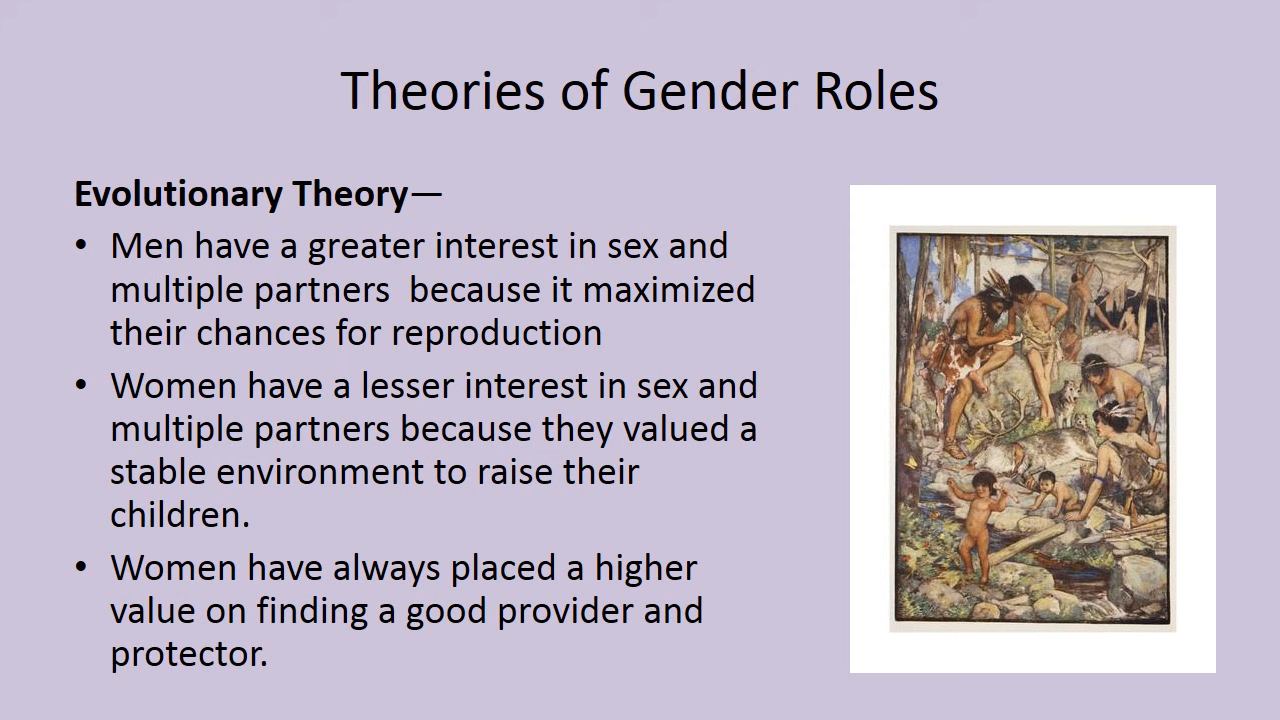 Theories of Gender Roles
Evolutionary Theory—
• Men have a greater interest in sex and
multiple partners  because it maximized
their chances for reproduction
• Women have a lesser interest in sex and
multiple partners because they valued a
stable environment to raise their
children.
• Women have always placed a higher
value on finding a good provider and
protector.